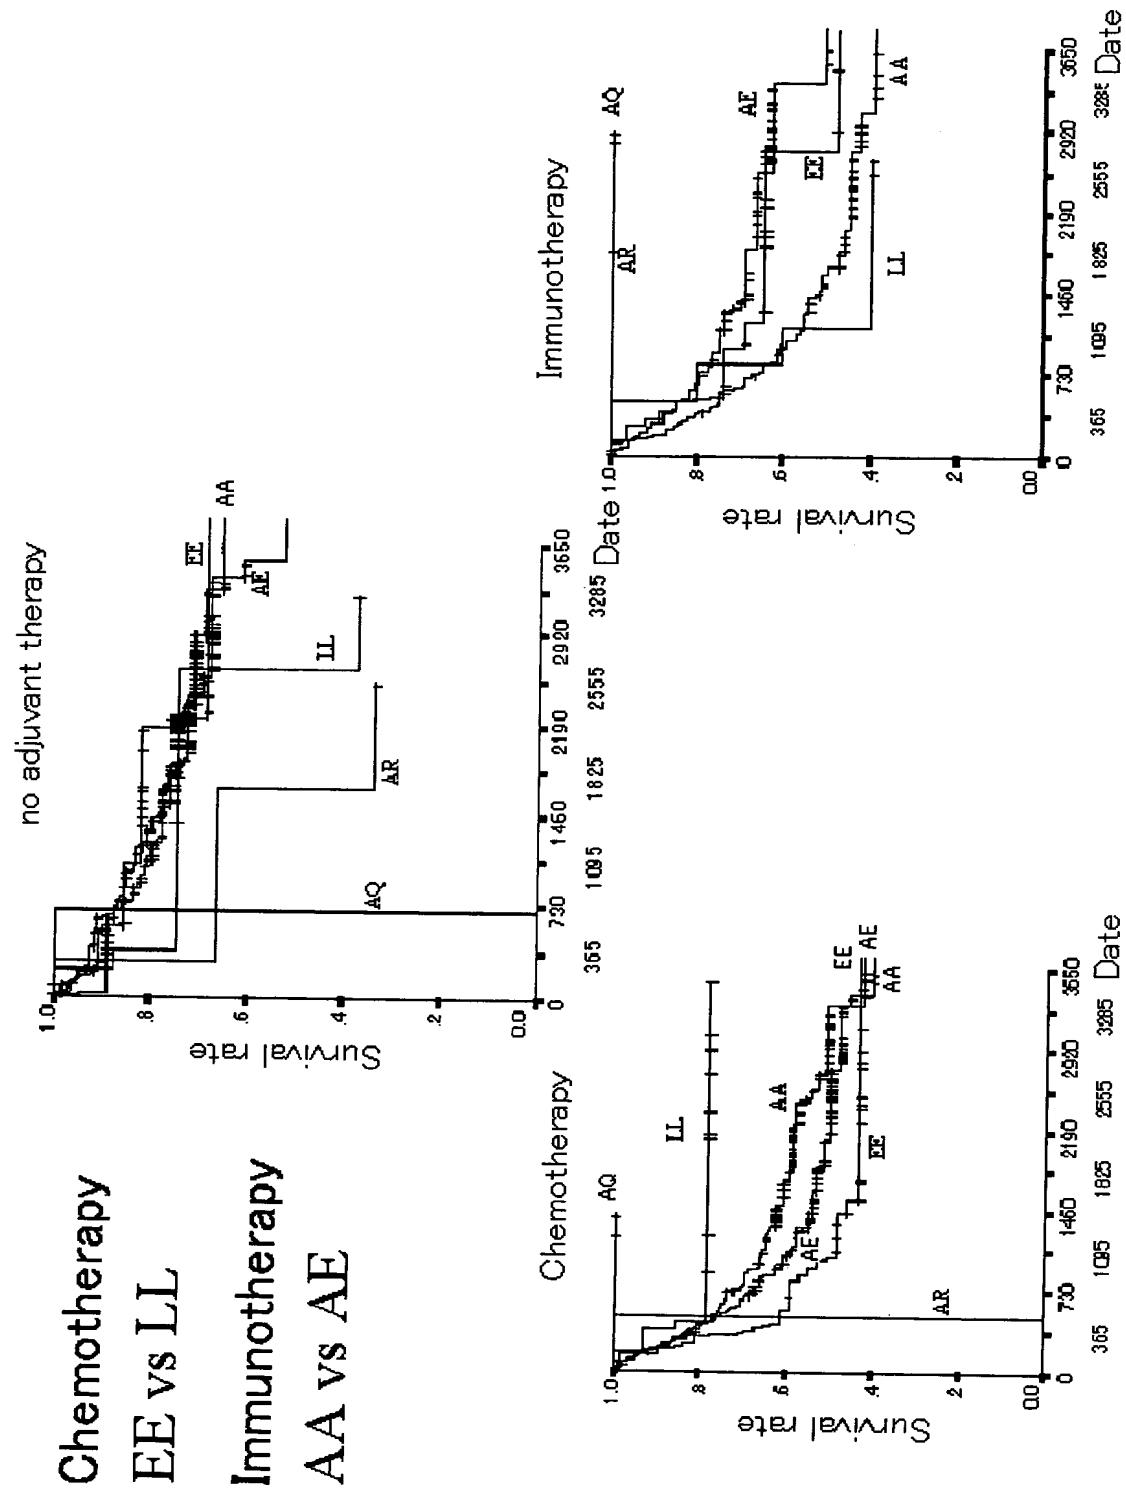 Chemotherapy
EE vs LL
Immunotherapy
AA vs AE
no adjuvant therapy
Survival rate
1.0
.8
.6
.4
.2
0.0
EE
AA
AE
LL
AR
AQ
0
365
730
1095
1460
1825
2190
2555
2920
3285
3650
Date
Chemotherapy
Survival rate
1.0
.8
.6
.4
.2
0.0
AQ
LL
AA
AE
EE
EE
AE
AA
AR
0
365
730
1095
1460
1825
2190
2555
2920
3285
3650
Date
Immunotherapy
Survival rate
1.0
.8
.6
.4
.2
0.0
AQ
AR
AE
EE
AA
LL
0
365
730
1095
1460
1825
2190
2555
2920
3285
3650
Date